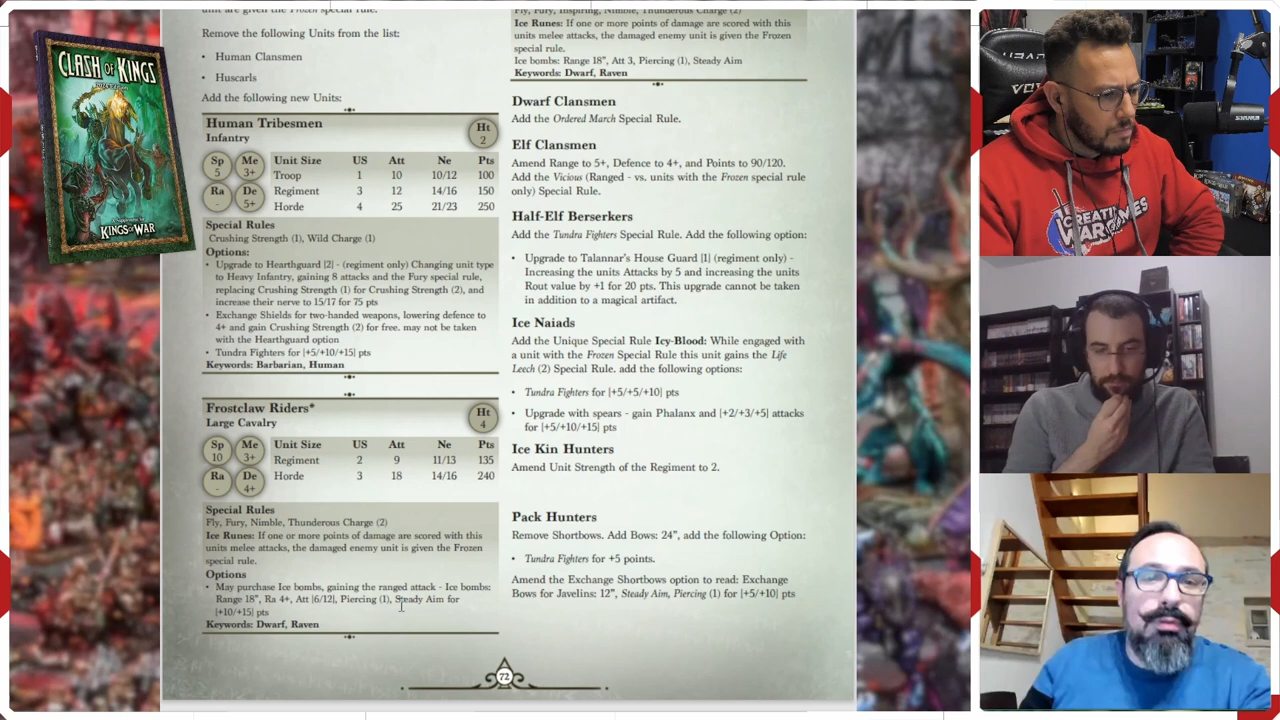 unit are given the Frozen special rule.
Remove the following Units from the list:
• Human Clansmen
• Huscarls
Add the following new Units:
Human Tribesmen
Infantry
Ht
2
Sp
5
Me
3+
Ra
-
De
5+
Unit Size US Att Ne Pts
Troop 1 10 10/12 100
Regiment 3 12 14/16 150
Horde 4 25 21/23 250
Special Rules
Crushing Strength (1), Wild Charge (1)
Options:
• Upgrade to Hearthguard [2] - (regiment only) Changing unit type
to Heavy Infantry, gaining 8 attacks and the Fury special rule,
replacing Crushing Strength (1) for Crushing Strength (2), and
increase their nerve to 15/17 for 75 pts
• Exchange Shields for two-handed weapons, lowering defence to
4+ and gain Crushing Strength (2) for free. may not be taken
with the Hearthguard option
• Tundra Fighters for [+5/+10/+15] pts
Keywords: Barbarian, Human
Frostclaw Riders*
Large Cavalry
Ht
4
Sp
10
Me
3+
Ra
-
De
4+
Unit Size US Att Ne Pts
Regiment 2 9 11/13 135
Horde 3 18 14/16 240
Special Rules
Fly, Fury, Nimble, Thunderous Charge (2)
Ice Runes: If one or more points of damage are scored with this
units melee attacks, the damaged enemy unit is given the Frozen
special rule.
Options
• May purchase Ice bombs, gaining the ranged attack - Ice bombs:
Range 18", Ra 4+, Att [6/12], Piercing (1), Steady Aim for
[+10/+15] pts
Keywords: Dwarf, Raven
Fly, Fury, Inspiring, Nimble, Thunderous Charge (2)
Ice Runes: If one or more points of damage are scored with this
units melee attacks, the damaged enemy unit is given the Frozen
special rule.
Ice bombs: Range 18", Att 3, Piercing (1), Steady Aim
Keywords: Dwarf, Raven
Dwarf Clansmen
Add the Ordered March Special Rule.
Elf Clansmen
Amend Range to 5+, Defence to 4+, and Points to 90/120.
Add the Vicious (Ranged - vs. units with the Frozen special rule
only) Special Rule.
Half-Elf Berserkers
Add the Tundra Fighters Special Rule. Add the following option:
• Upgrade to Talannar's House Guard [1] (regiment only) -
Increasing the units Attacks by 5 and increasing the units
Rout value by +1 for 20 pts. This upgrade cannot be taken
in addition to a magical artifact.
Ice Naiads
Add the Unique Special Rule Icy-Blood: While engaged with
a unit with the Frozen Special Rule this unit gains the Life
Leech (2) Special Rule. add the following options:
• Tundra Fighters for [+5/+5/+10] pts
• Upgrade with spears - gain Phalanx and [+2/+3/+5] attacks
for [+5/+10/+15] pts
Ice Kin Hunters
Amend Unit Strength of the Regiment to 2.
Pack Hunters
Remove Shortbows. Add Bows: 24", add the following Option:
• Tundra Fighters for +5 points.
Amend the Exchange Shortbows option to read: Exchange
Bows for Javelins: 12", Steady Aim, Piercing (1) for [+5/+10] pts
72
CLASH OF KINGS
KINGS OF WAR
CREATI
WAR GAMES